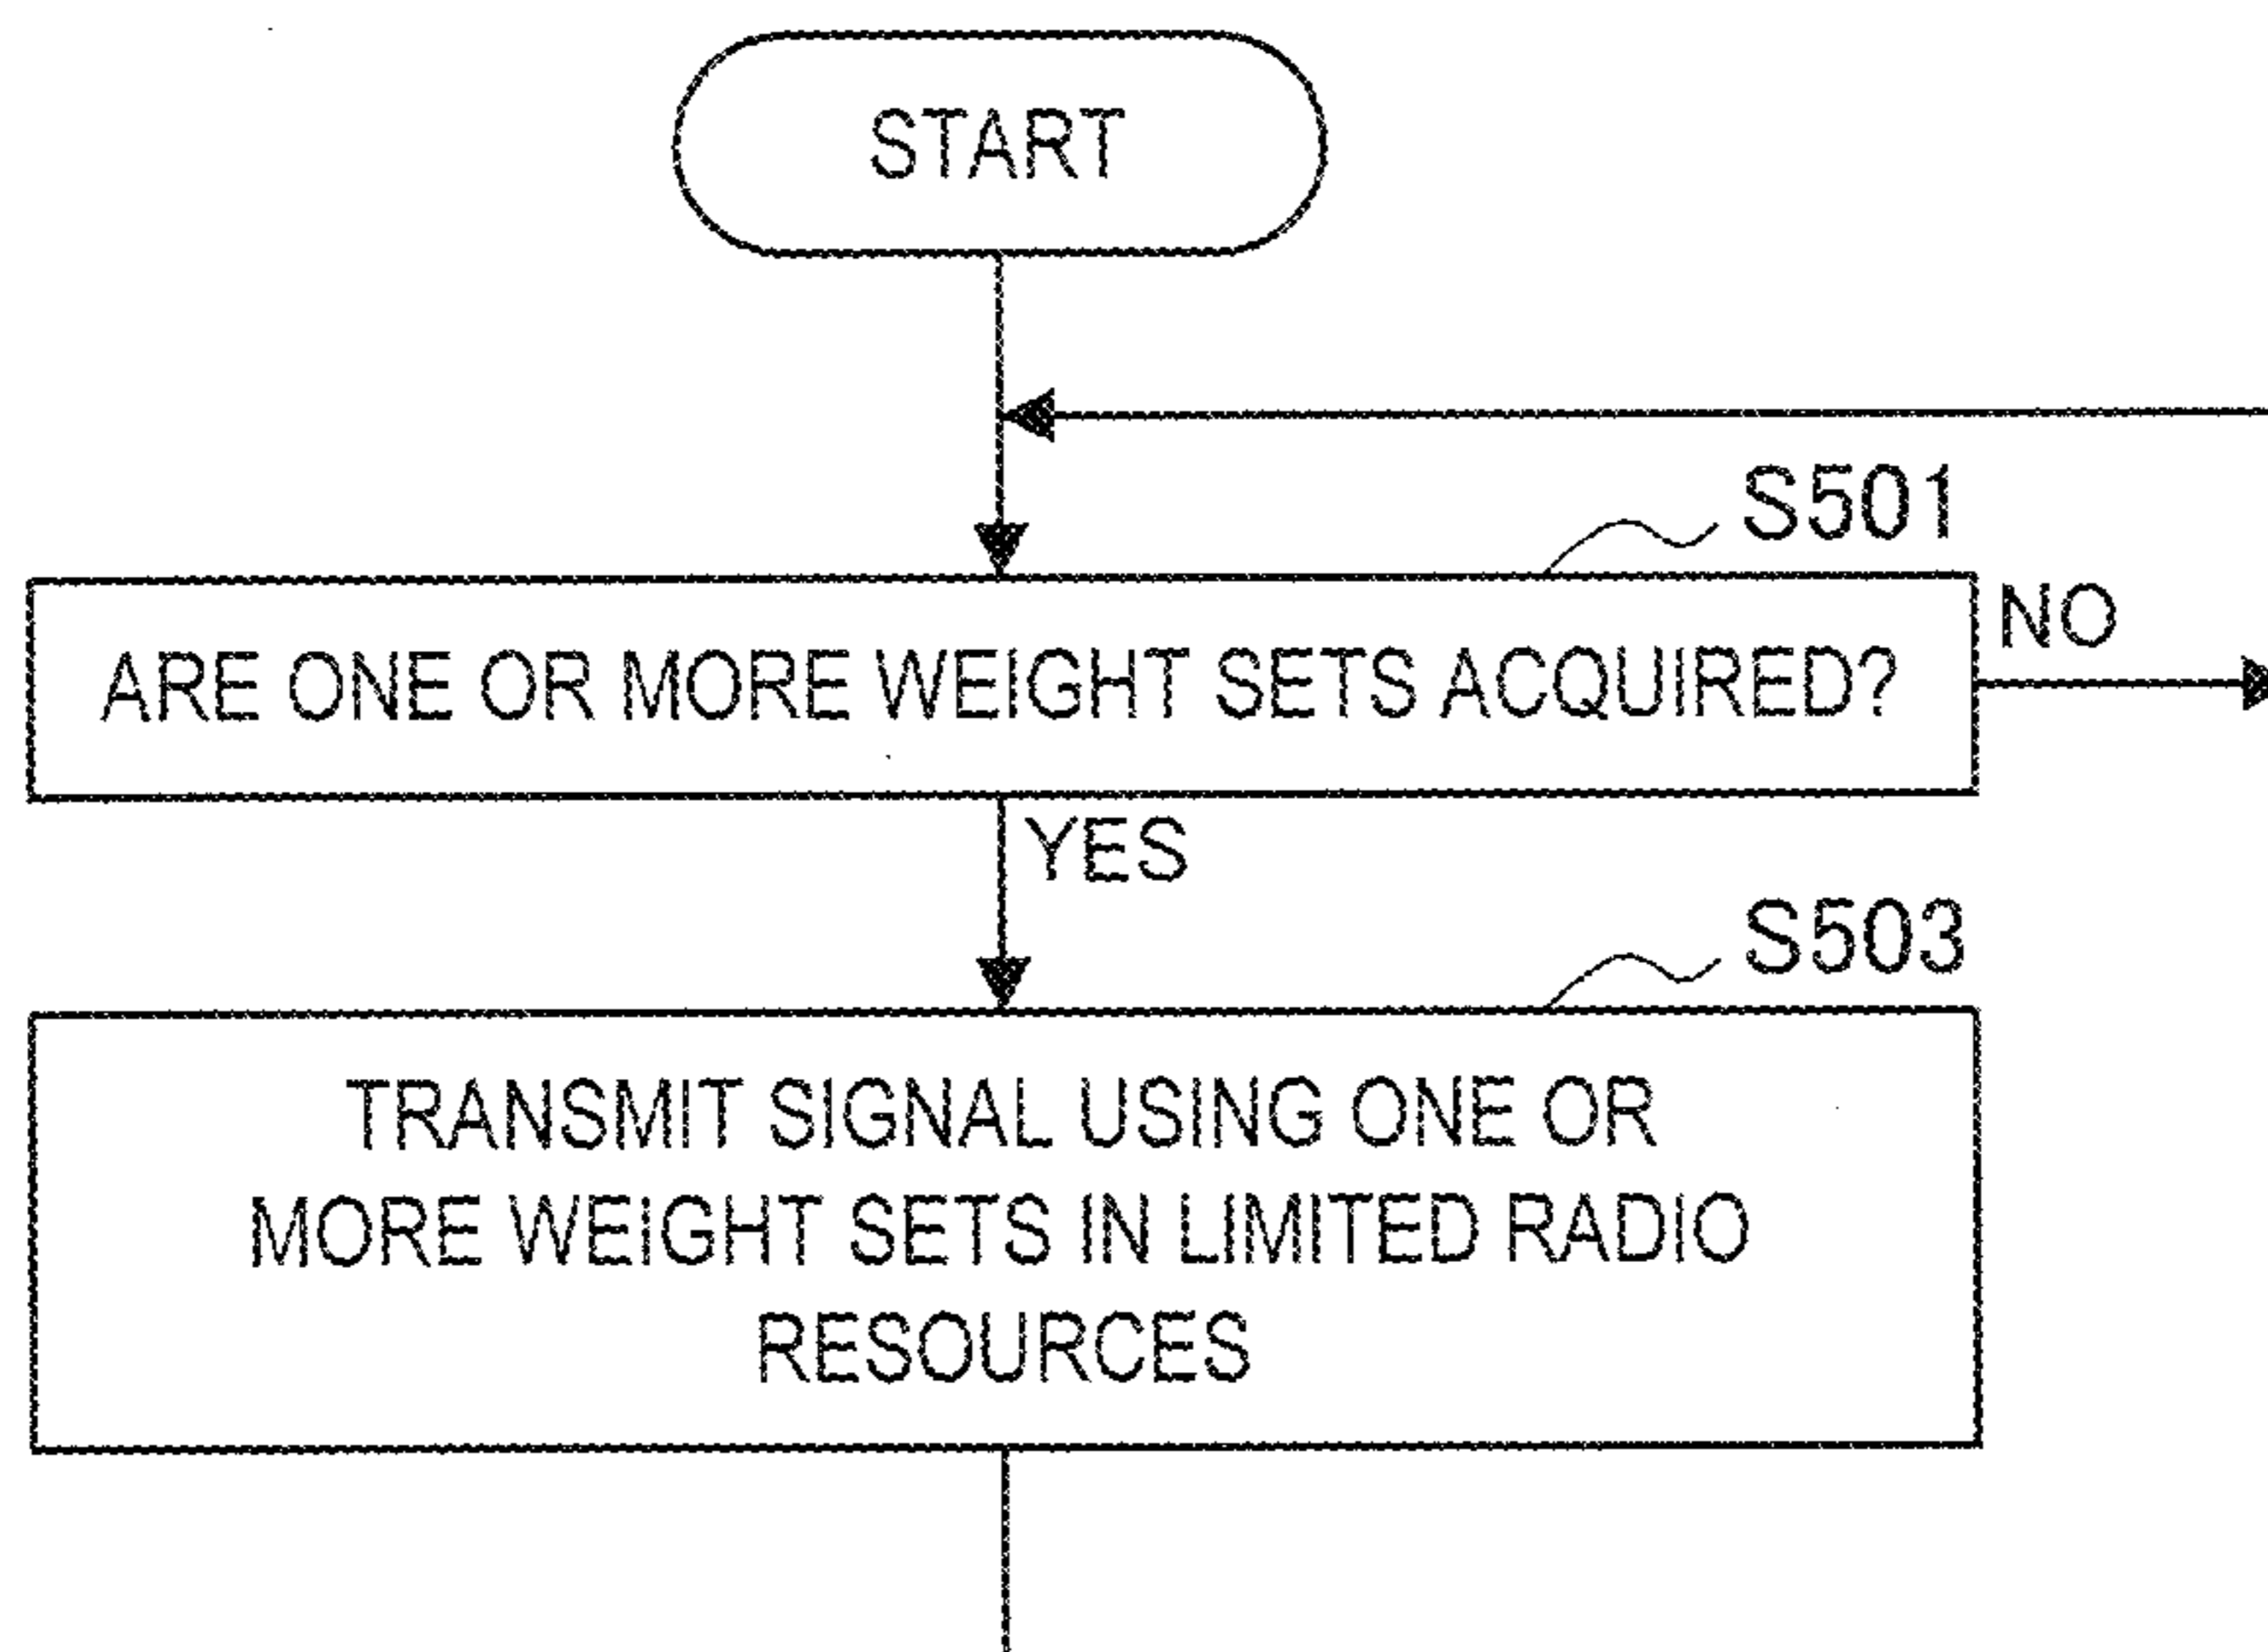 START
S501
ARE ONE OR MORE WEIGHT SETS ACQUIRED?
NO
YES
S503
TRANSMIT SIGNAL USING ONE OR
MORE WEIGHT SETS IN LIMITED RADIO
RESOURCES